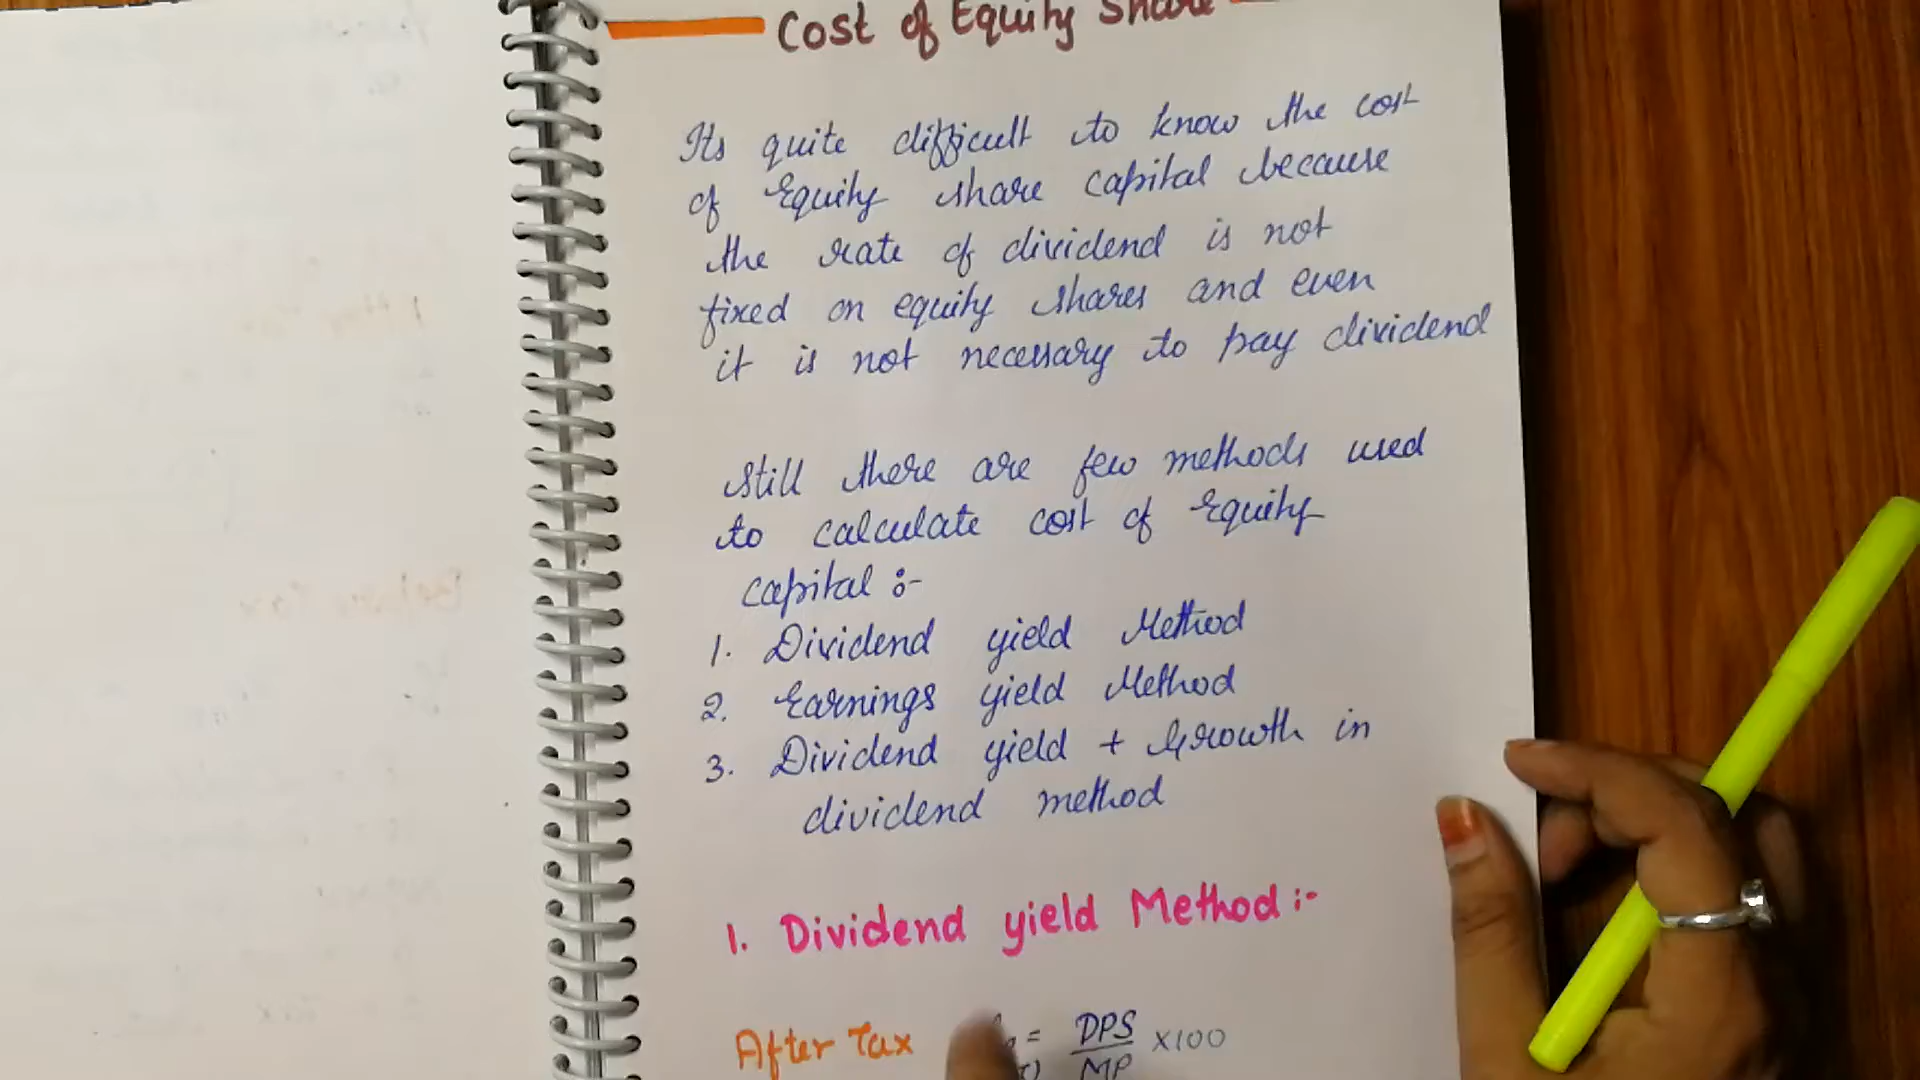 Cost of Equity Share
Its quite difficult to know the cost
of Equity share capital because
the rate of dividend is not
fixed on equity shares and even
it is not necessary to pay dividend
still there are few methods used
to calculate cost of Equity
capital :-
1. Dividend yield Method
2. Earnings yield Method
3. Dividend yield + Growth in
dividend method
1. Dividend yield Method :-
After Tax = DPS/MP ×100